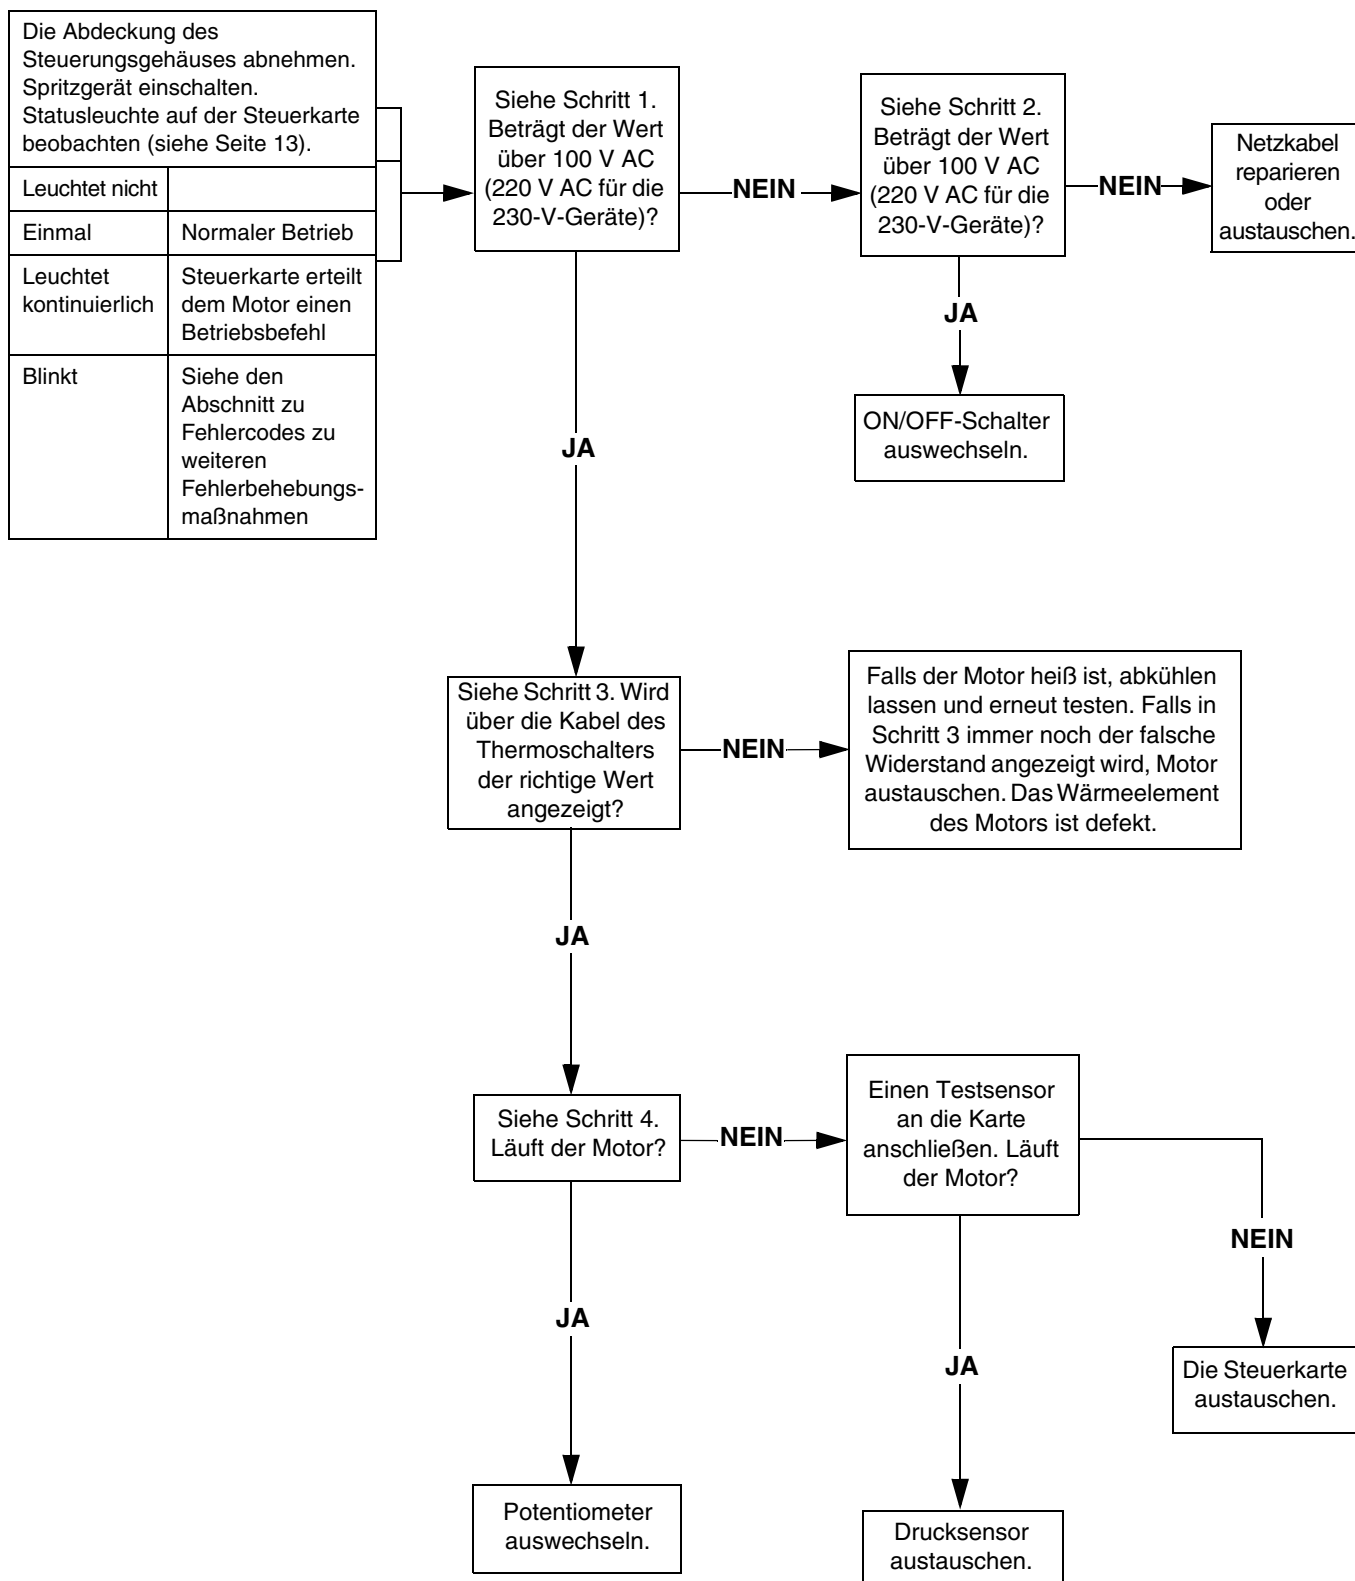 Die Abdeckung des
Steuerungsgehäuses abnehmen.
Spritzgerät einschalten.
Statusleuchte auf der Steuerkarte
beobachten (siehe Seite 13).
Leuchtet nicht
Einmal
Normaler Betrieb
Leuchtet
kontinuierlich
Steuerkarte erteilt
dem Motor einen
Betriebsbefehl
Blinkt
Siehe den
Abschnitt zu
Fehlercodes zu
weiteren
Fehlerbehebungs-
maßnahmen
Siehe Schritt 1.
Beträgt der Wert
über 100 V AC
(220 V AC für die
230-V-Geräte)?
NEIN
Siehe Schritt 2.
Beträgt der Wert
über 100 V AC
(220 V AC für die
230-V-Geräte)?
NEIN
Netzkabel
reparieren
oder
austauschen.
JA
ON/OFF-Schalter
auswechseln.
JA
Siehe Schritt 3. Wird
über die Kabel des
Thermoschalters
der richtige Wert
angezeigt?
NEIN
Falls der Motor heiß ist, abkühlen
lassen und erneut testen. Falls in
Schritt 3 immer noch der falsche
Widerstand angezeigt wird, Motor
austauschen. Das Wärmeelement
des Motors ist defekt.
JA
Siehe Schritt 4.
Läuft der Motor?
NEIN
Einen Testsensor
an die Karte
anschließen. Läuft
der Motor?
NEIN
Die Steuerkarte
austauschen.
JA
Potentiometer
auswechseln.
JA
Drucksensor
austauschen.